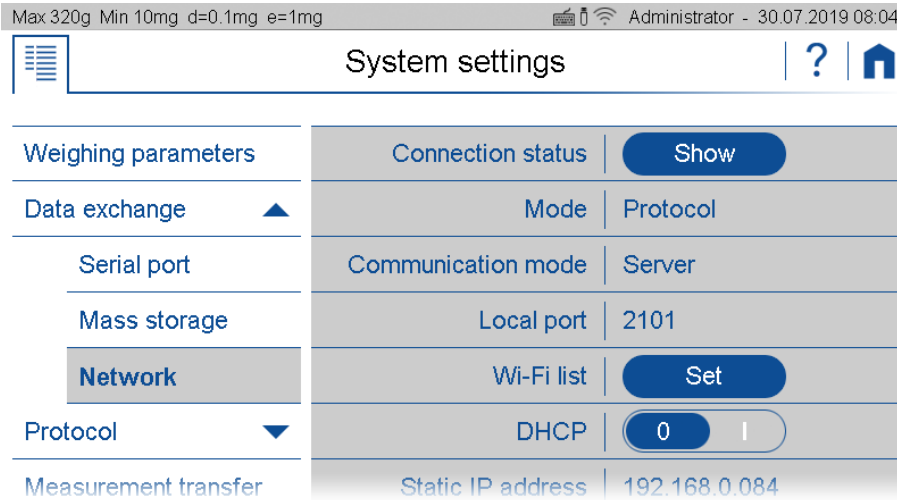 Max 320g Min 10mg d=0.1mg e=1mg Administrator - 30.07.2019 08:04
System settings ?
Weighing parameters
Connection status Show
Data exchange
Mode Protocol
Serial port
Communication mode Server
Mass storage
Local port 2101
Network
Wi-Fi list Set
Protocol
DHCP 0 I
Measurement transfer
Static IP address 192.168.0.084